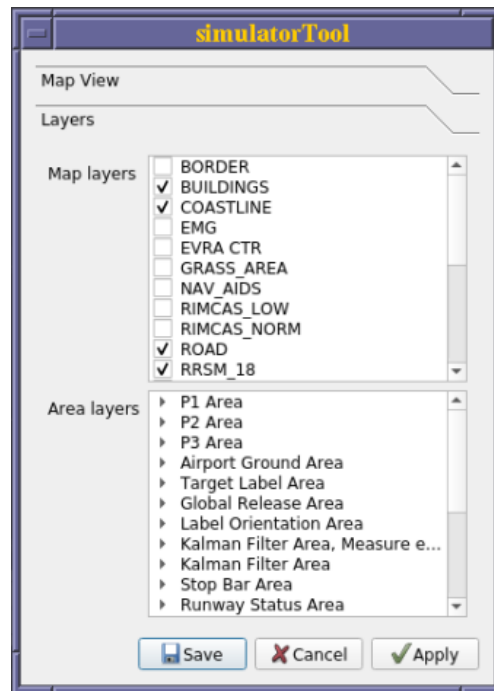 simulatorTool
Map View
Layers
Map layers
BORDER
BUILDINGS
COASTLINE
EMG
EVRA CTR
GRASS_AREA
NAV_AIDS
RIMCAS_LOW
RIMCAS_NORM
ROAD
RRSM_18
Area layers
P1 Area
P2 Area
P3 Area
Airport Ground Area
Target Label Area
Global Release Area
Label Orientation Area
Kalman Filter Area, Measure e...
Kalman Filter Area
Stop Bar Area
Runway Status Area
Save Cancel Apply